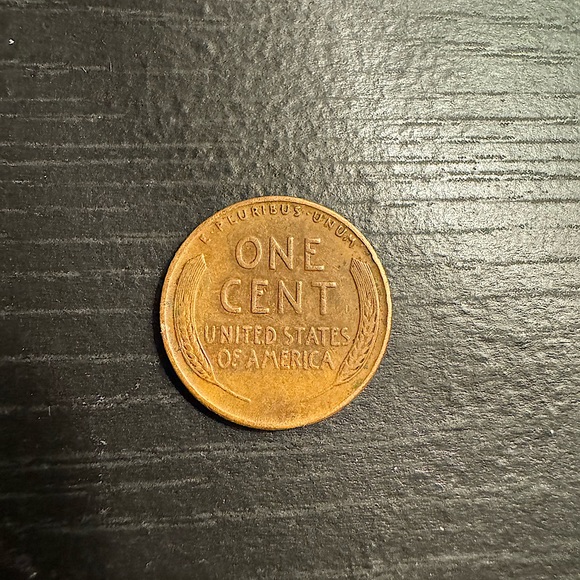 E·PLURIBUS·UNUM
ONE
CENT
UNITED STATES
OF AMERICA